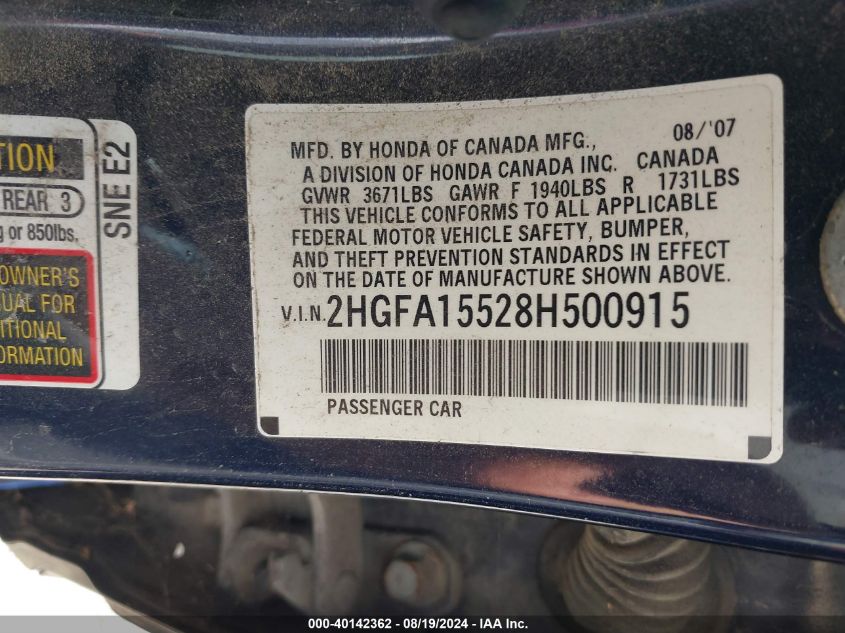 TION
REAR 3
g or 850lbs.
OWNER'S
UAL FOR
ITIONAL
FORMATION
SNE E2
MFD. BY HONDA OF CANADA MFG., 08/'07
A DIVISION OF HONDA CANADA INC. CANADA
GVWR 3671LBS GAWR F 1940LBS R 1731LBS
THIS VEHICLE CONFORMS TO ALL APPLICABLE
FEDERAL MOTOR VEHICLE SAFETY, BUMPER,
AND THEFT PREVENTION STANDARDS IN EFFECT
ON THE DATE OF MANUFACTURE SHOWN ABOVE.
V.I.N. 2HGFA15528H500915
PASSENGER CAR
000-40142362 - 08/19/2024 - IAA Inc.